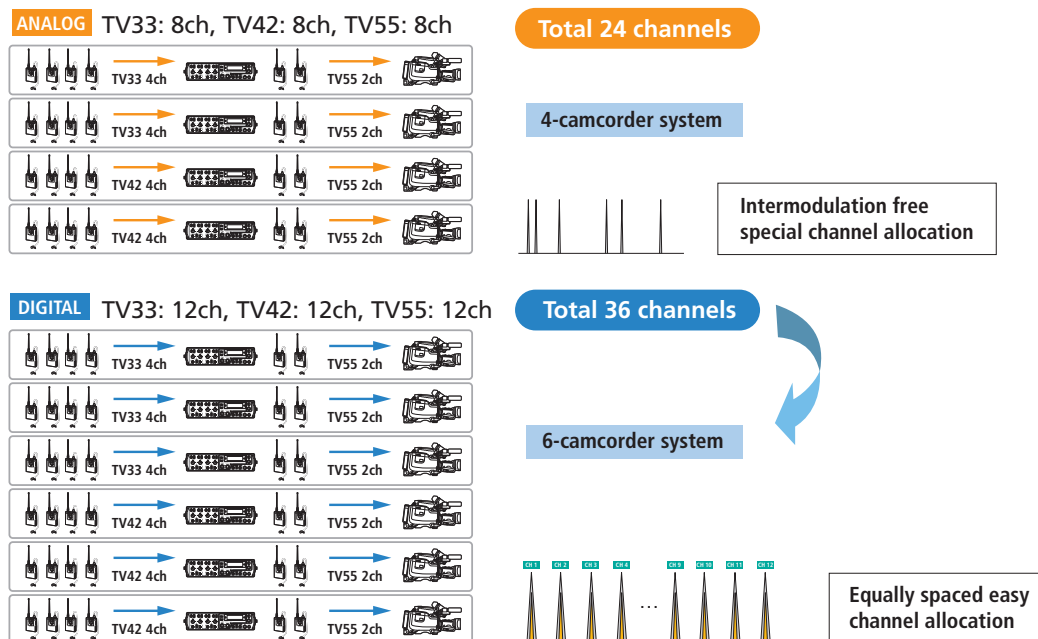 ANALOG TV33: 8ch, TV42: 8ch, TV55: 8ch
Total 24 channels
TV33 4ch TV55 2ch
TV33 4ch TV55 2ch
TV42 4ch TV55 2ch
TV42 4ch TV55 2ch
4-camcorder system
Intermodulation free
special channel allocation
DIGITAL TV33: 12ch, TV42: 12ch, TV55: 12ch
Total 36 channels
TV33 4ch TV55 2ch
TV33 4ch TV55 2ch
TV33 4ch TV55 2ch
TV42 4ch TV55 2ch
TV42 4ch TV55 2ch
TV42 4ch TV55 2ch
6-camcorder system
CH 1 CH 2 CH 3 CH 4 ... CH 9 CH 10 CH 11 CH 12
Equally spaced easy
channel allocation